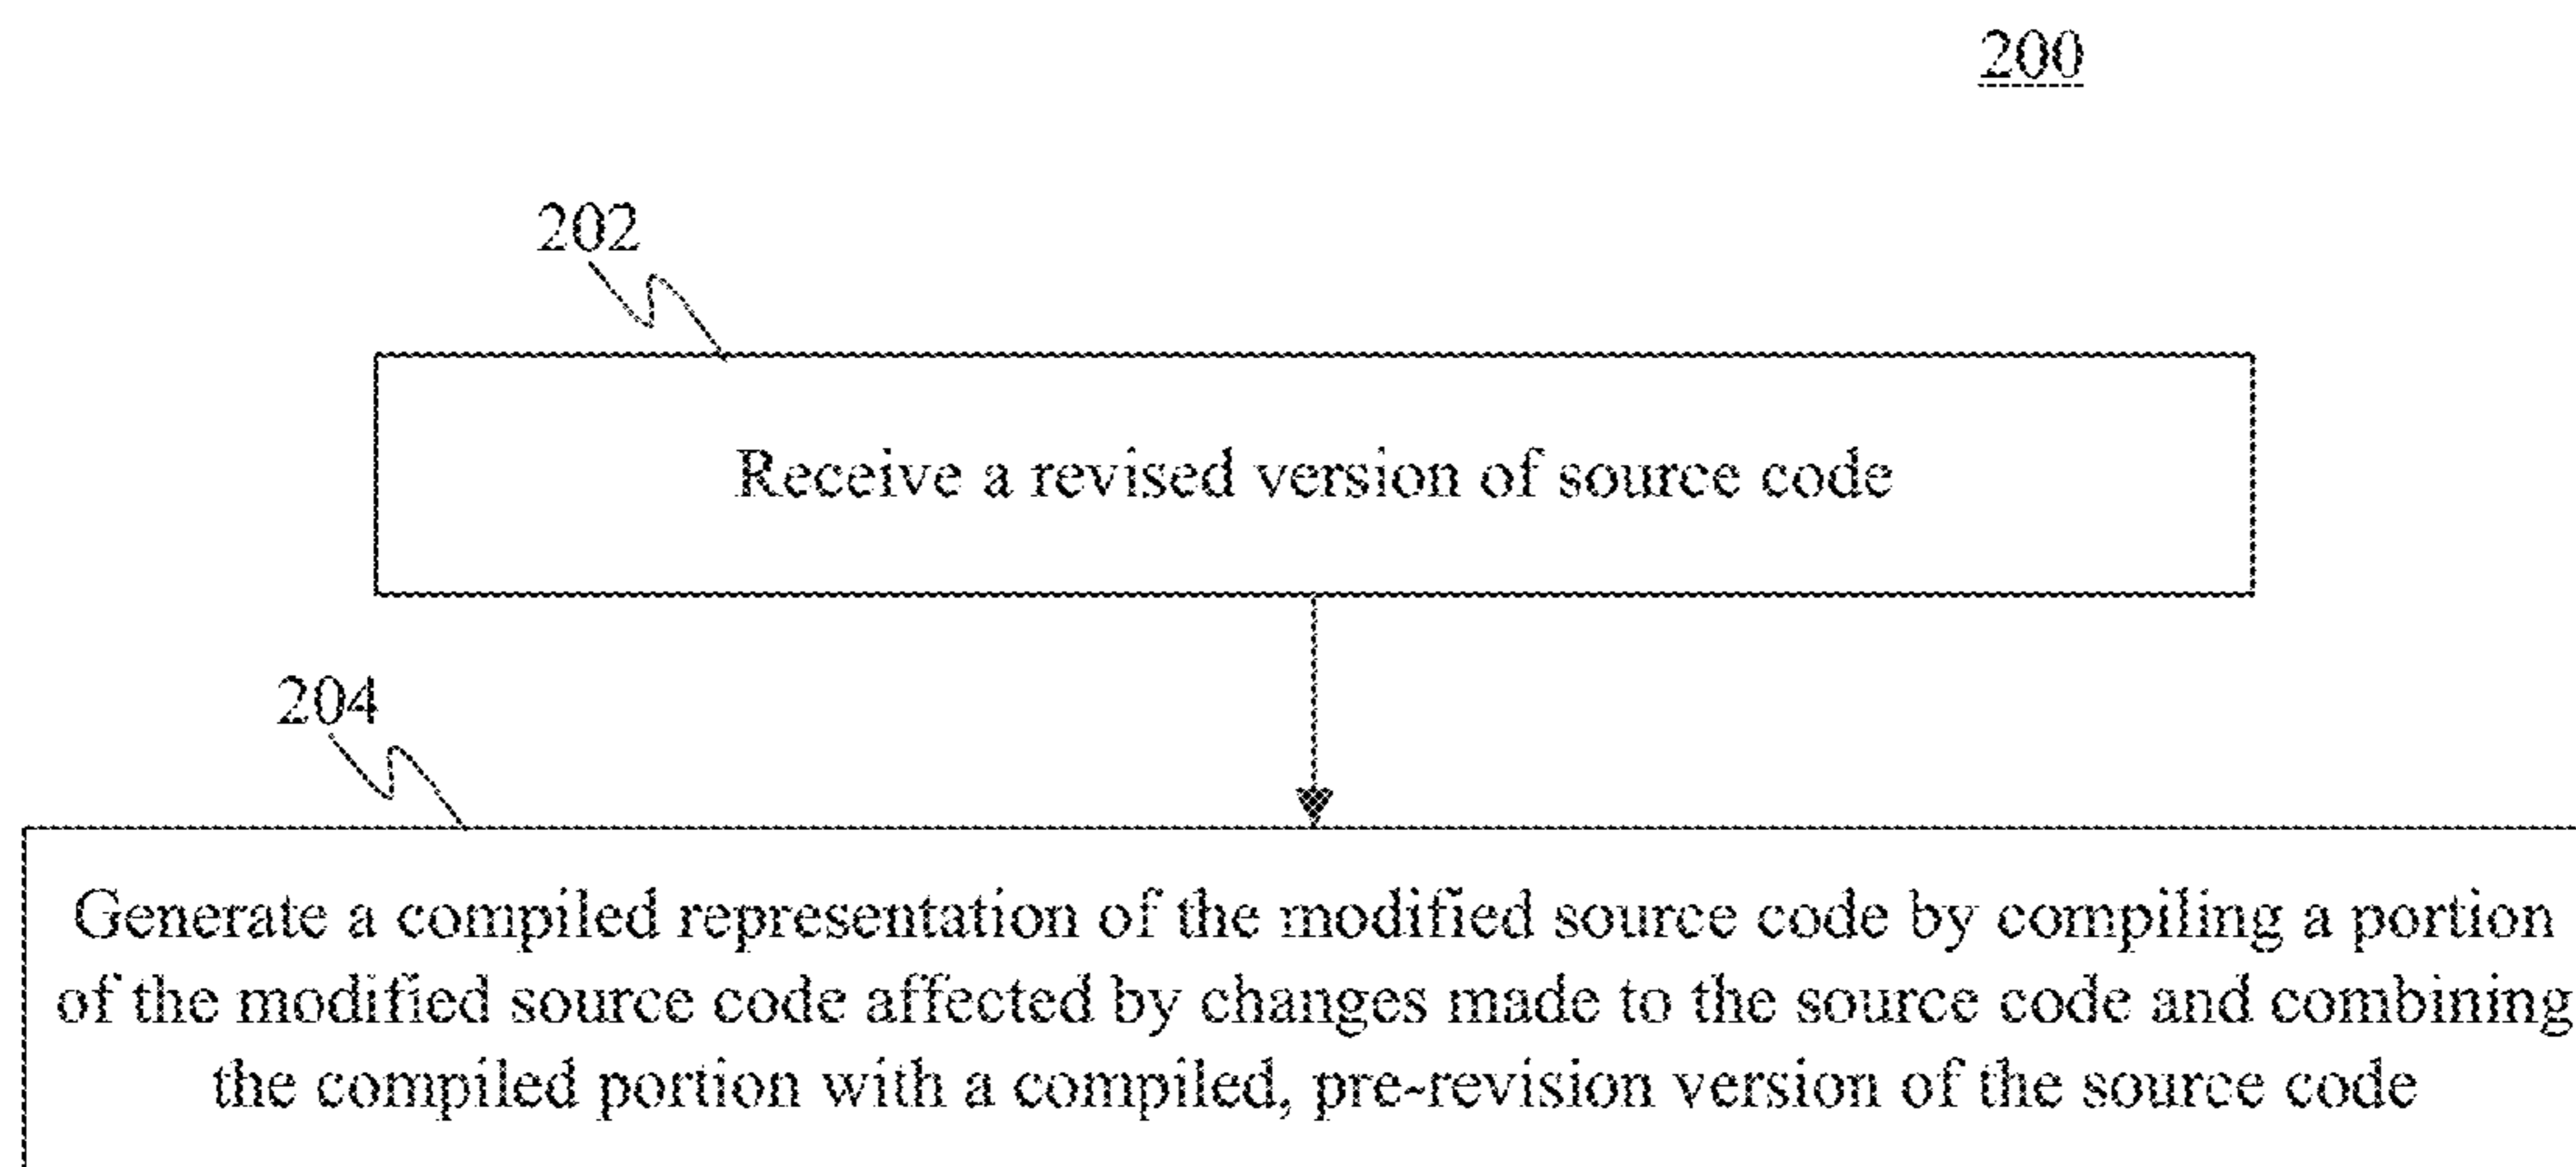 200
202
Receive a revised version of source code
204
Generate a compiled representation of the modified source code by compiling a portion
of the modified source code affected by changes made to the source code and combining
the compiled portion with a compiled, pre-revision version of the source code